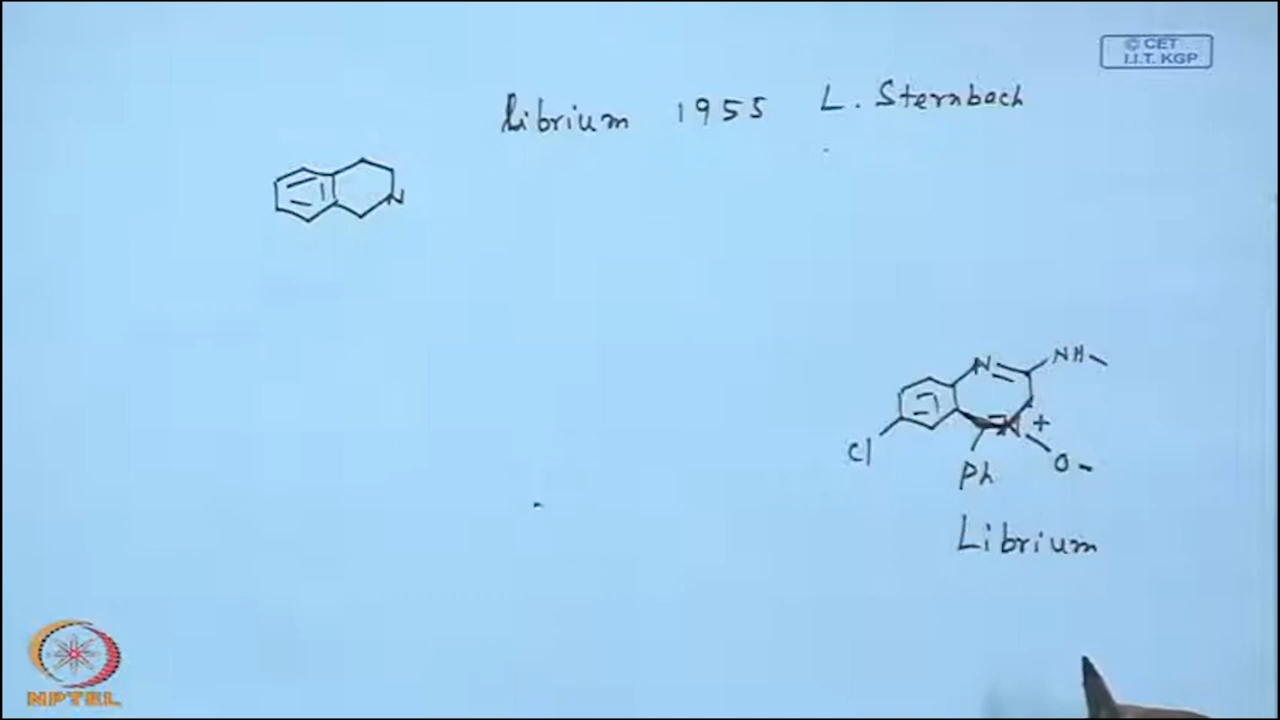 © CET
I.I.T. KGP
Librium 1955 L. Sternbach
N
N NH
N +
Cl O -
Ph
Librium
NPTEL